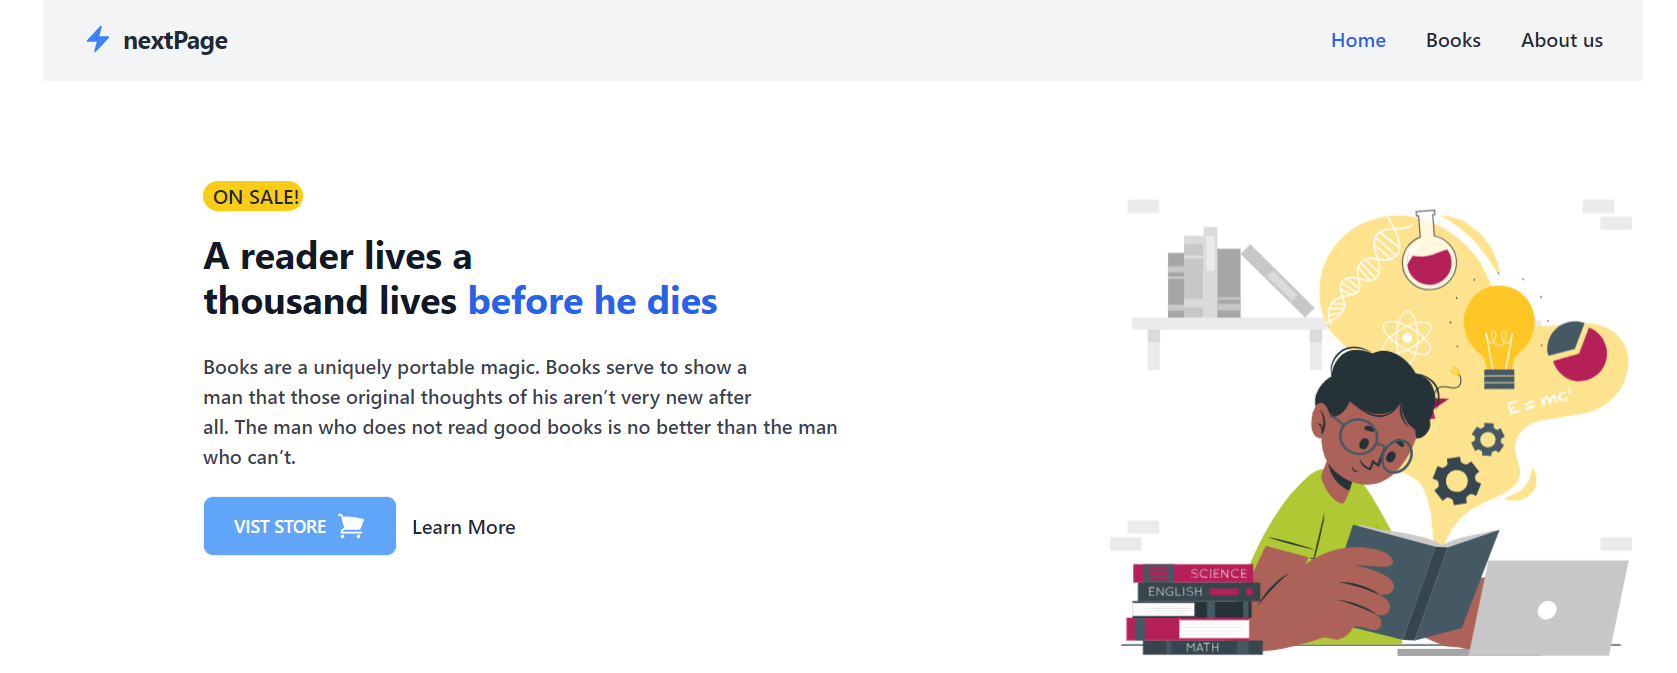 nextPage
Home Books About us
ON SALE!
A reader lives a
thousand lives before he dies
Books are a uniquely portable magic. Books serve to show a
man that those original thoughts of his aren’t very new after
all. The man who does not read good books is no better than the man
who can’t.
VIST STORE Learn More
E = mc²
SCIENCE
ENGLISH
MATH